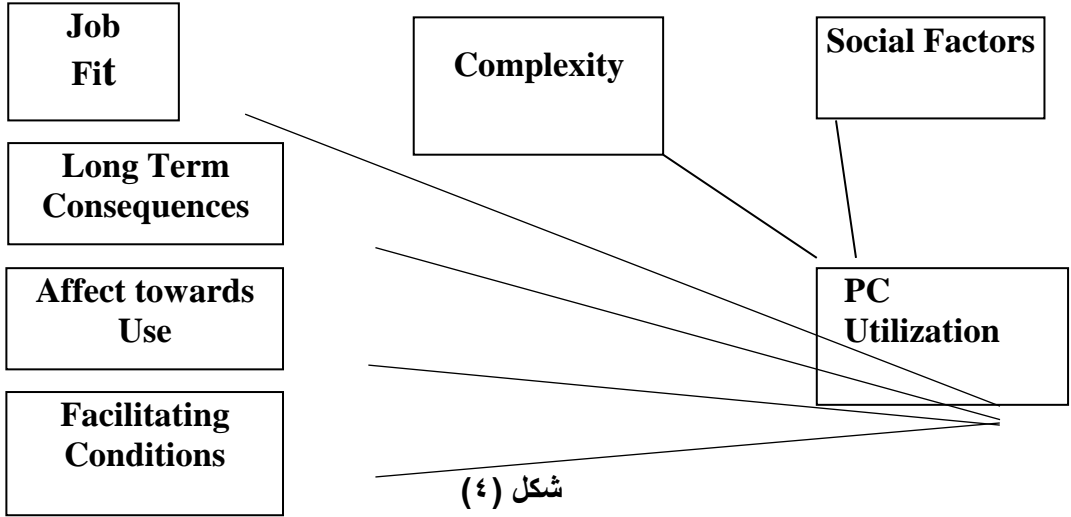 Job
Fit
Complexity
Social Factors
Long Term
Consequences
Affect towards
Use
PC
Utilization
Facilitating
Conditions
شكل (٤)